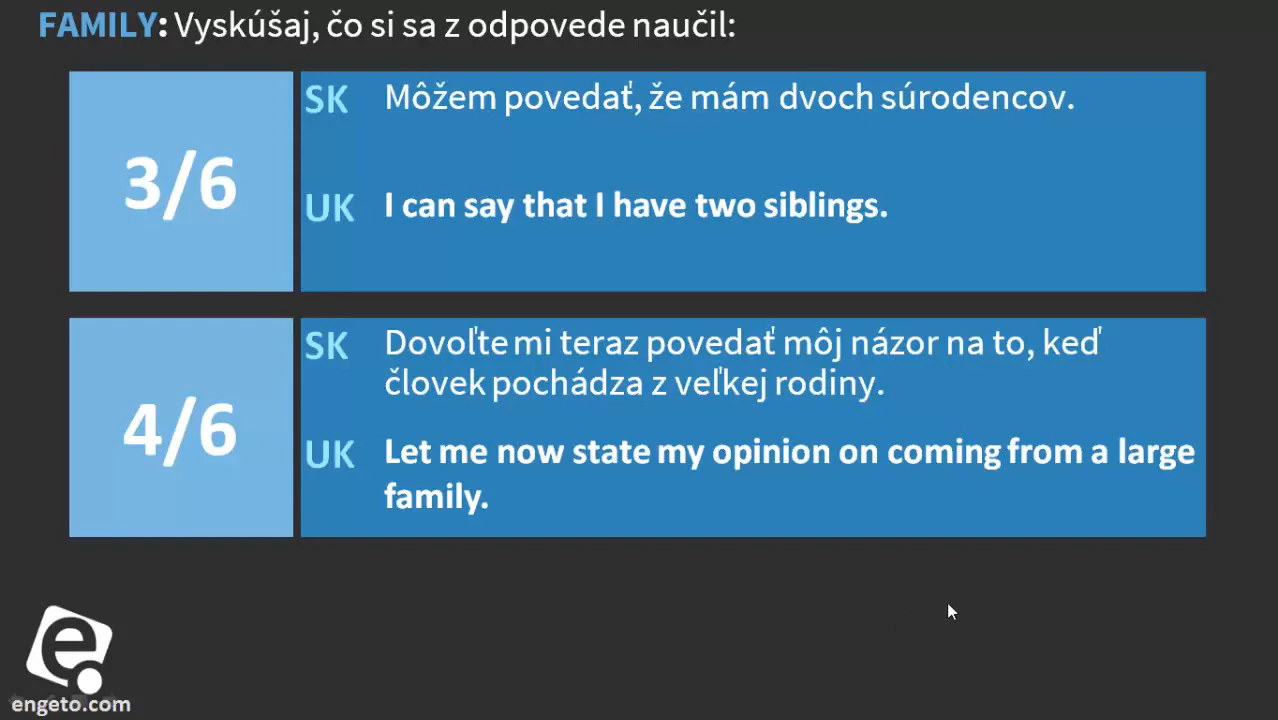 FAMILY: Vyskúšaj, čo si sa z odpovede naučil:
3/6
SK Môžem povedať, že mám dvoch súrodencov.
UK I can say that I have two siblings.
4/6
SK Dovoľte mi teraz povedať môj názor na to, keď
človek pochádza z veľkej rodiny.
UK Let me now state my opinion on coming from a large
family.
e
engeto.com